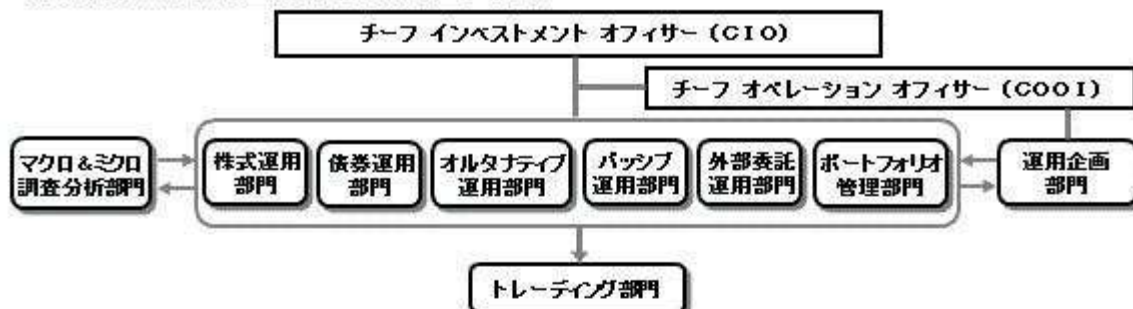 チーフ インベストメント オフィサー (CIO)
チーフ オペレーション オフィサー (COOI)
マクロ&ミクロ
調査分析部門
株式運用
部門
債券運用
部門
オルタナティブ
運用部門
パッシブ
運用部門
外部委託
運用部門
ポートフォリオ
管理部門
運用企画
部門
トレーディング部門